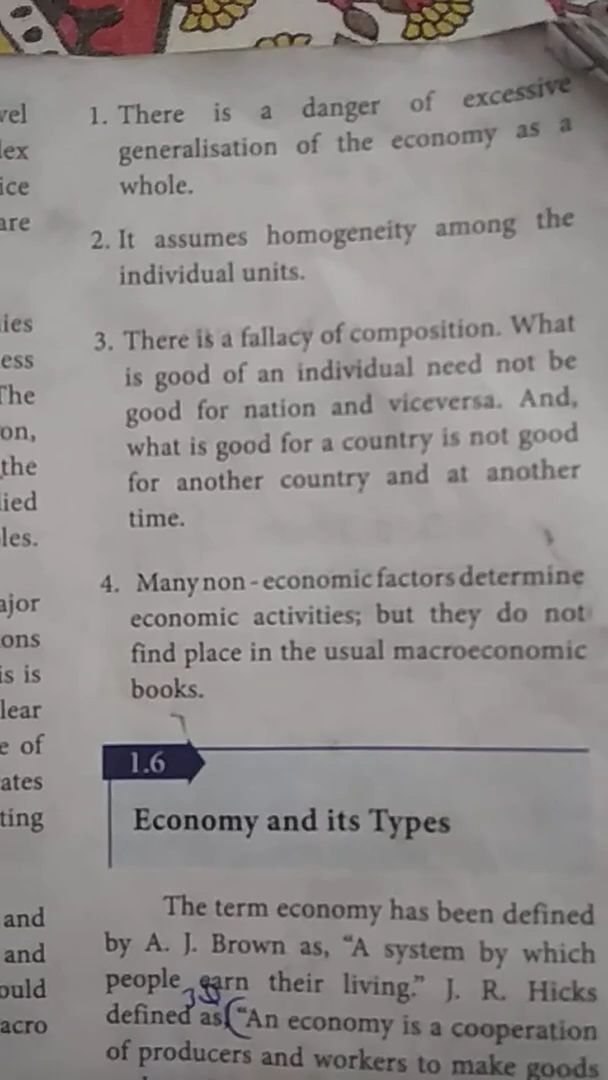 vel
lex
ice
are
ies
ess
The
on,
the
lied
les.
ajor
ons
is is
lear
e of
ates
ting
and
and
ould
acro
1. There is a danger of excessive
generalisation of the economy as a
whole.
2. It assumes homogeneity among the
individual units.
3. There is a fallacy of composition. What
is good of an individual need not be
good for nation and viceversa. And,
what is good for a country is not good
for another country and at another
time.
4. Many non - economic factors determine
economic activities; but they do not
find place in the usual macroeconomic
books.
1.6
Economy and its Types
The term economy has been defined
by A. J. Brown as, “A system by which
people earn their living.” J. R. Hicks
defined as, “An economy is a cooperation
of producers and workers to make goods